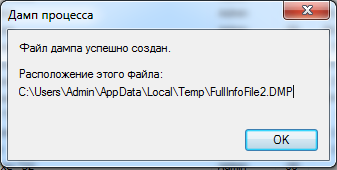 Дамп процесса
Файл дампа успешно создан.
Расположение этого файла:
C:\Users\Admin\AppData\Local\Temp\FullInfoFile2.DMP
OK